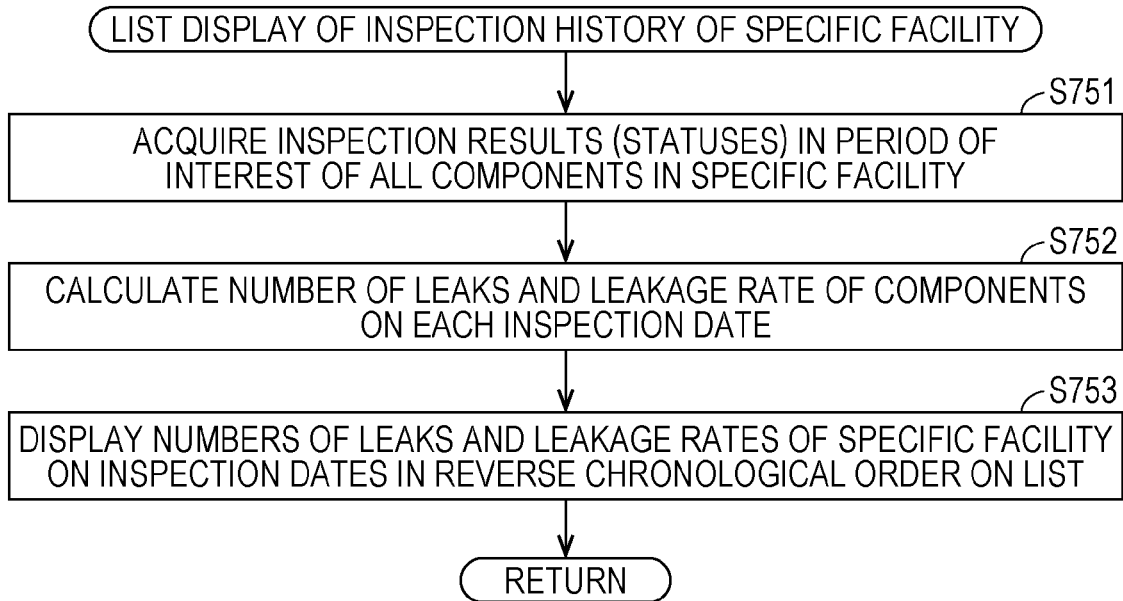 LIST DISPLAY OF INSPECTION HISTORY OF SPECIFIC FACILITY
S751
ACQUIRE INSPECTION RESULTS (STATUSES) IN PERIOD OF
INTEREST OF ALL COMPONENTS IN SPECIFIC FACILITY
S752
CALCULATE NUMBER OF LEAKS AND LEAKAGE RATE OF COMPONENTS
ON EACH INSPECTION DATE
S753
DISPLAY NUMBERS OF LEAKS AND LEAKAGE RATES OF SPECIFIC FACILITY
ON INSPECTION DATES IN REVERSE CHRONOLOGICAL ORDER ON LIST
RETURN